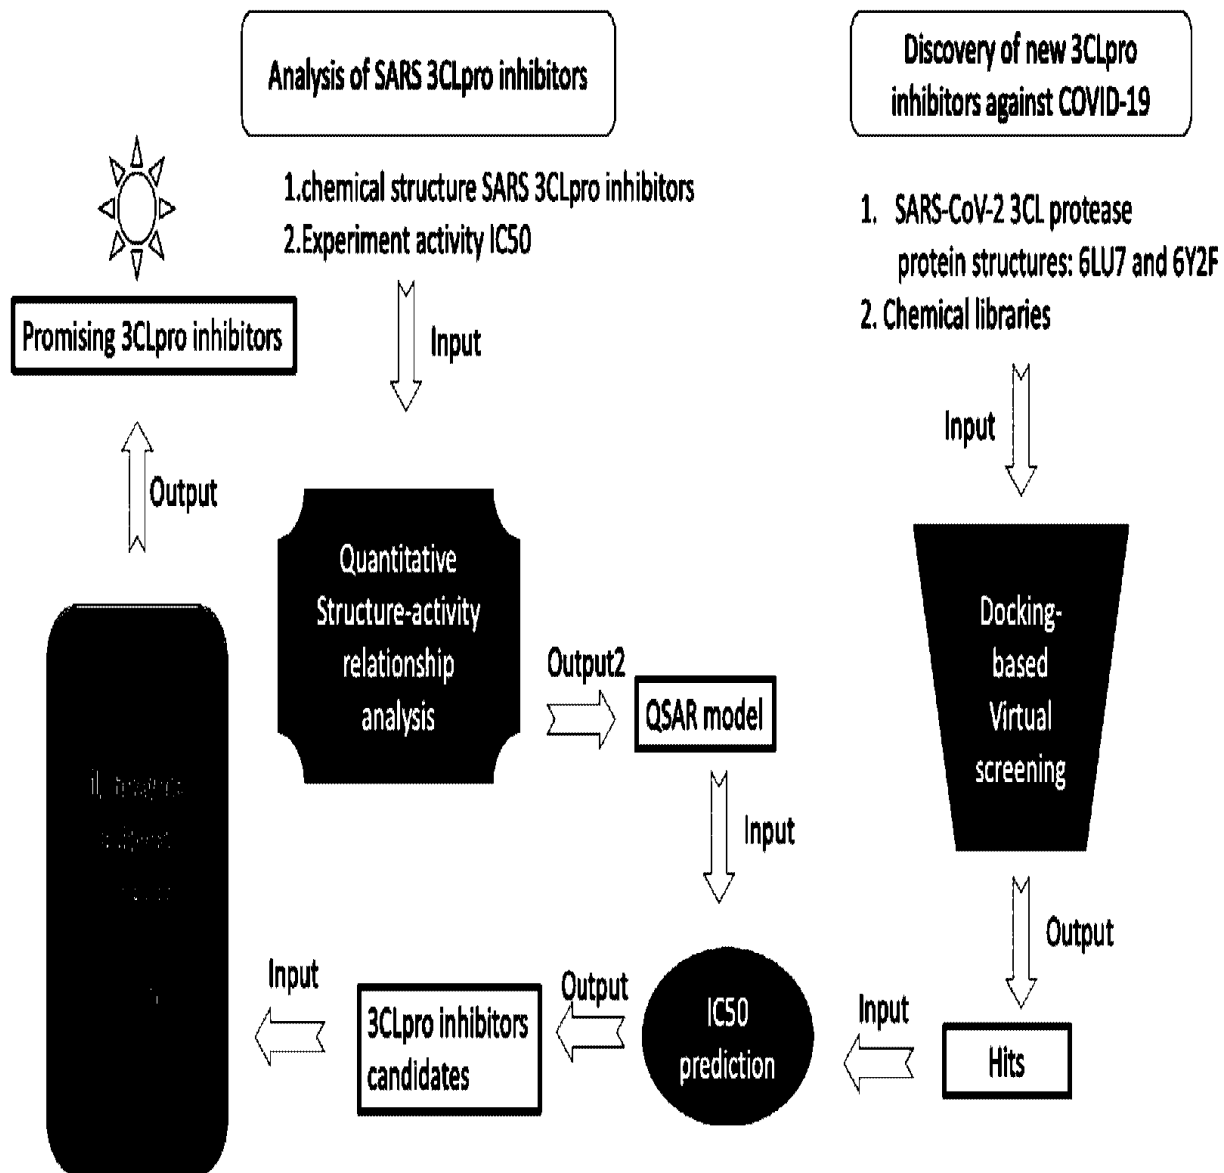 Analysis of SARS 3CLpro inhibitors
1.chemical structure SARS 3CLpro inhibitors
2.Experiment activity IC50
Input
Quantitative
Structure-activity
relationship
analysis
Output2
QSAR model
Input
Discovery of new 3CLpro
inhibitors against COVID-19
1. SARS-CoV-2 3CL protease
protein structures: 6LU7 and 6Y2F
2. Chemical libraries
Input
Docking-
based
Virtual
screening
Output
Hits
Input
IC50
prediction
Output
3CLpro inhibitors
candidates
Input
Output
Promising 3CLpro inhibitors